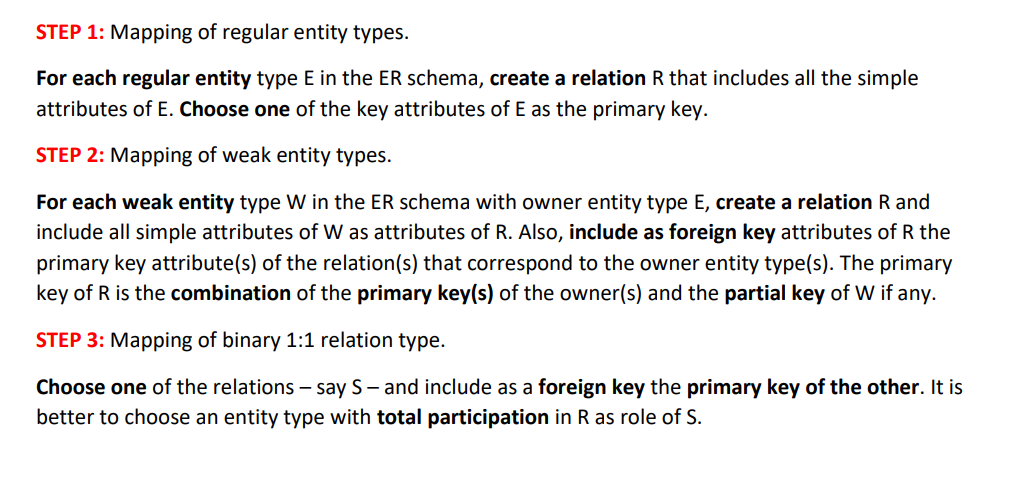 STEP 1: Mapping of regular entity types.
For each regular entity type E in the ER schema, create a relation R that includes all the simple
attributes of E. Choose one of the key attributes of E as the primary key.
STEP 2: Mapping of weak entity types.
For each weak entity type W in the ER schema with owner entity type E, create a relation R and
include all simple attributes of W as attributes of R. Also, include as foreign key attributes of R the
primary key attribute(s) of the relation(s) that correspond to the owner entity type(s). The primary
key of R is the combination of the primary key(s) of the owner(s) and the partial key of W if any.
STEP 3: Mapping of binary 1:1 relation type.
Choose one of the relations – say S – and include as a foreign key the primary key of the other. It is
better to choose an entity type with total participation in R as role of S.